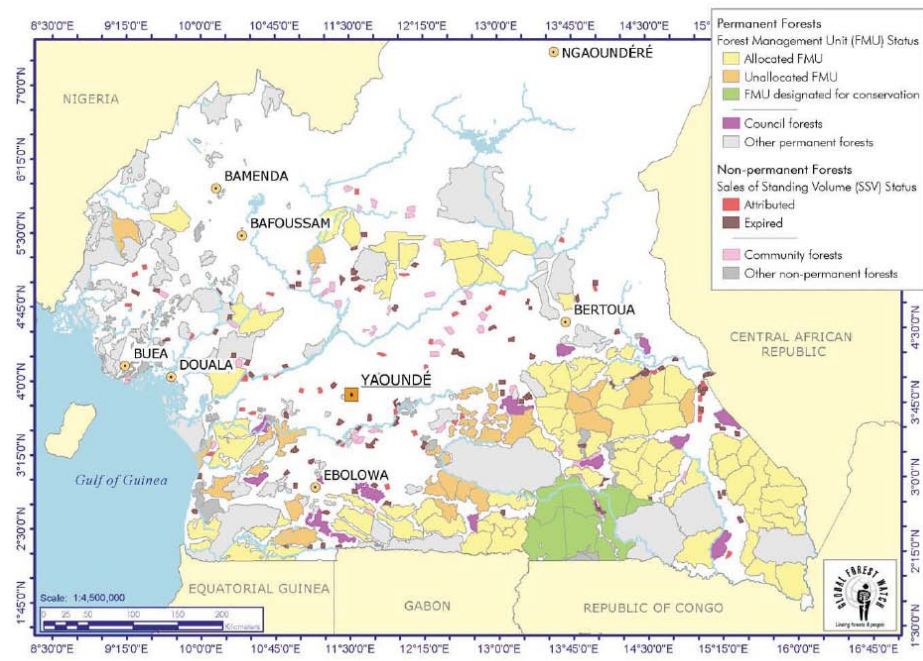 8°30'0"E 9°15'0"E 10°0'0"E 10°45'0"E 11°30'0"E 12°15'0"E 13°0'0"E 13°45'0"E 14°30'0"E
Permanent Forests
Forest Management Unit (FMU) Status
Allocated FMU
Unallocated FMU
FMU designated for conservation
Council forests
Other permanent forests
Non-permanent Forests
Sales of Standing Volume (SSV) Status
Attributed
Expired
Community forests
Other non-permanent forests
7°0'0"N
6°15'0"N
5°30'0"N
4°45'0"N
4°0'0"N
3°15'0"N
2°30'0"N
1°45'0"N
NGAOUNDÉRÉ
NIGERIA
BAMENDA
BAFOUSSAM
BERTOUA
CENTRAL AFRICAN
REPUBLIC
BUEA
DOUALA
YAOUNDÉ
Gulf of Guinea
EBOLOWA
EQUATORIAL GUINEA
GABON
REPUBLIC OF CONGO
4°30'0"N
3°45'0"N
3°0'0"N
2°15'0"N
1°30'0"N
Scale: 1:4,500,000
0 25 50 100 150 200
Kilometers
GLOBAL FOREST WATCH
Linking forests & people
8°30'0"E 9°15'0"E 10°0'0"E 10°45'0"E 11°30'0"E 12°15'0"E 13°0'0"E 13°45'0"E 14°30'0"E 15°15'0"E 16°0'0"E 16°45'0"E